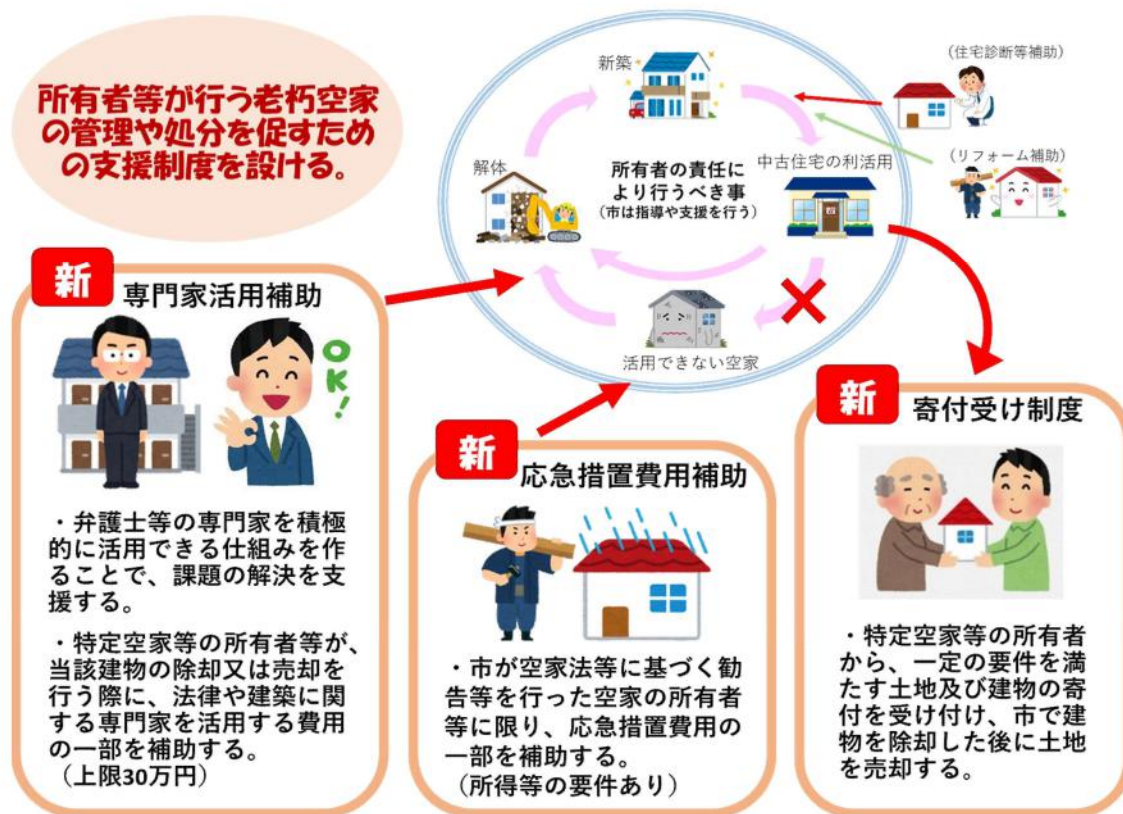 所有者等が行う老朽空家
の管理や処分を促すため
の支援制度を設ける。
新築
(住宅診断等補助)
解体
所有者の責任に
より行うべき事
(市は指導や支援を行う)
中古住宅の利活用
(リフォーム補助)
活用できない空家
新
専門家活用補助
OK!
・弁護士等の専門家を積極
的に活用できる仕組みを作
ることで、課題の解決を支
援する。
・特定空家等の所有者等が、
当該建物の除却又は売却を
行う際に、法律や建築に関
する専門家を活用する費用
の一部を補助する。
（上限30万円）
新
応急措置費用補助
・市が空家法等に基づく勧
告等を行った空家の所有者
等に限り、応急措置費用の
一部を補助する。
（所得等の要件あり）
新
寄付受け制度
・特定空家等の所有者
から、一定の要件を満
たす土地及び建物の寄
付を受け付け、市で建
物を除却した後に土地
を売却する。